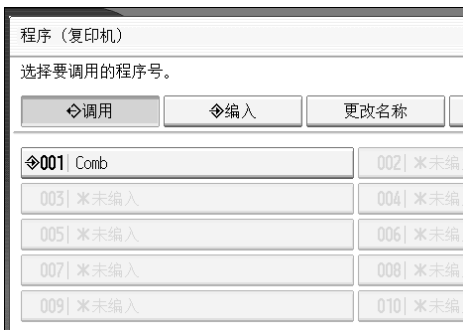 程序（复印机）
选择要调用的程序号。
调用 编入 更改名称
001 Comb 002 ✕未编
003 ✕未编入 004 ✕未编
005 ✕未编入 006 ✕未编
007 ✕未编入 008 ✕未编
009 ✕未编入 010 ✕未编